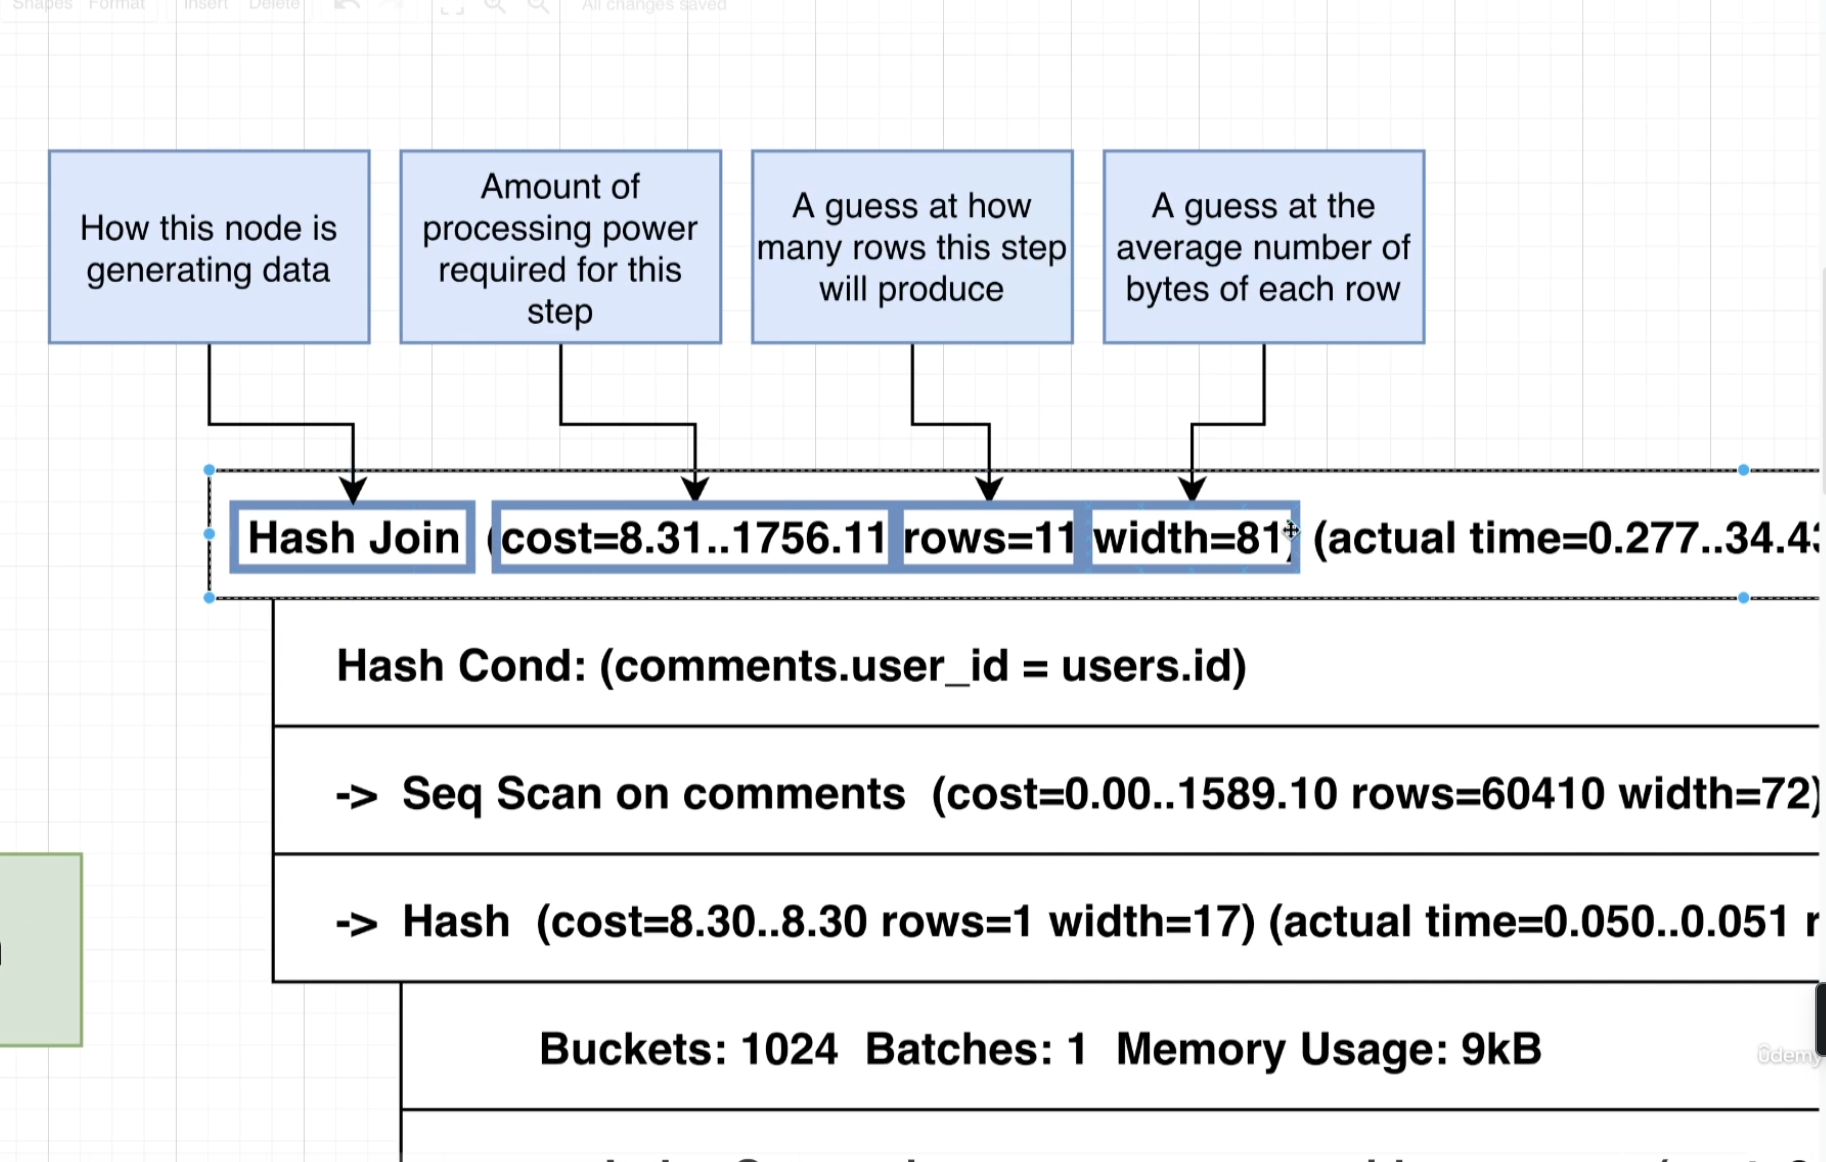 Shapes Format Insert Delete All changes saved
How this node is
generating data
Amount of
processing power
required for this
step
A guess at how
many rows this step
will produce
A guess at the
average number of
bytes of each row
Hash Join (cost=8.31..1756.11 rows=11 width=81) (actual time=0.277..34.43
Hash Cond: (comments.user_id = users.id)
-> Seq Scan on comments (cost=0.00..1589.10 rows=60410 width=72)
-> Hash (cost=8.30..8.30 rows=1 width=17) (actual time=0.050..0.051 r
Buckets: 1024 Batches: 1 Memory Usage: 9kB
ûdemy